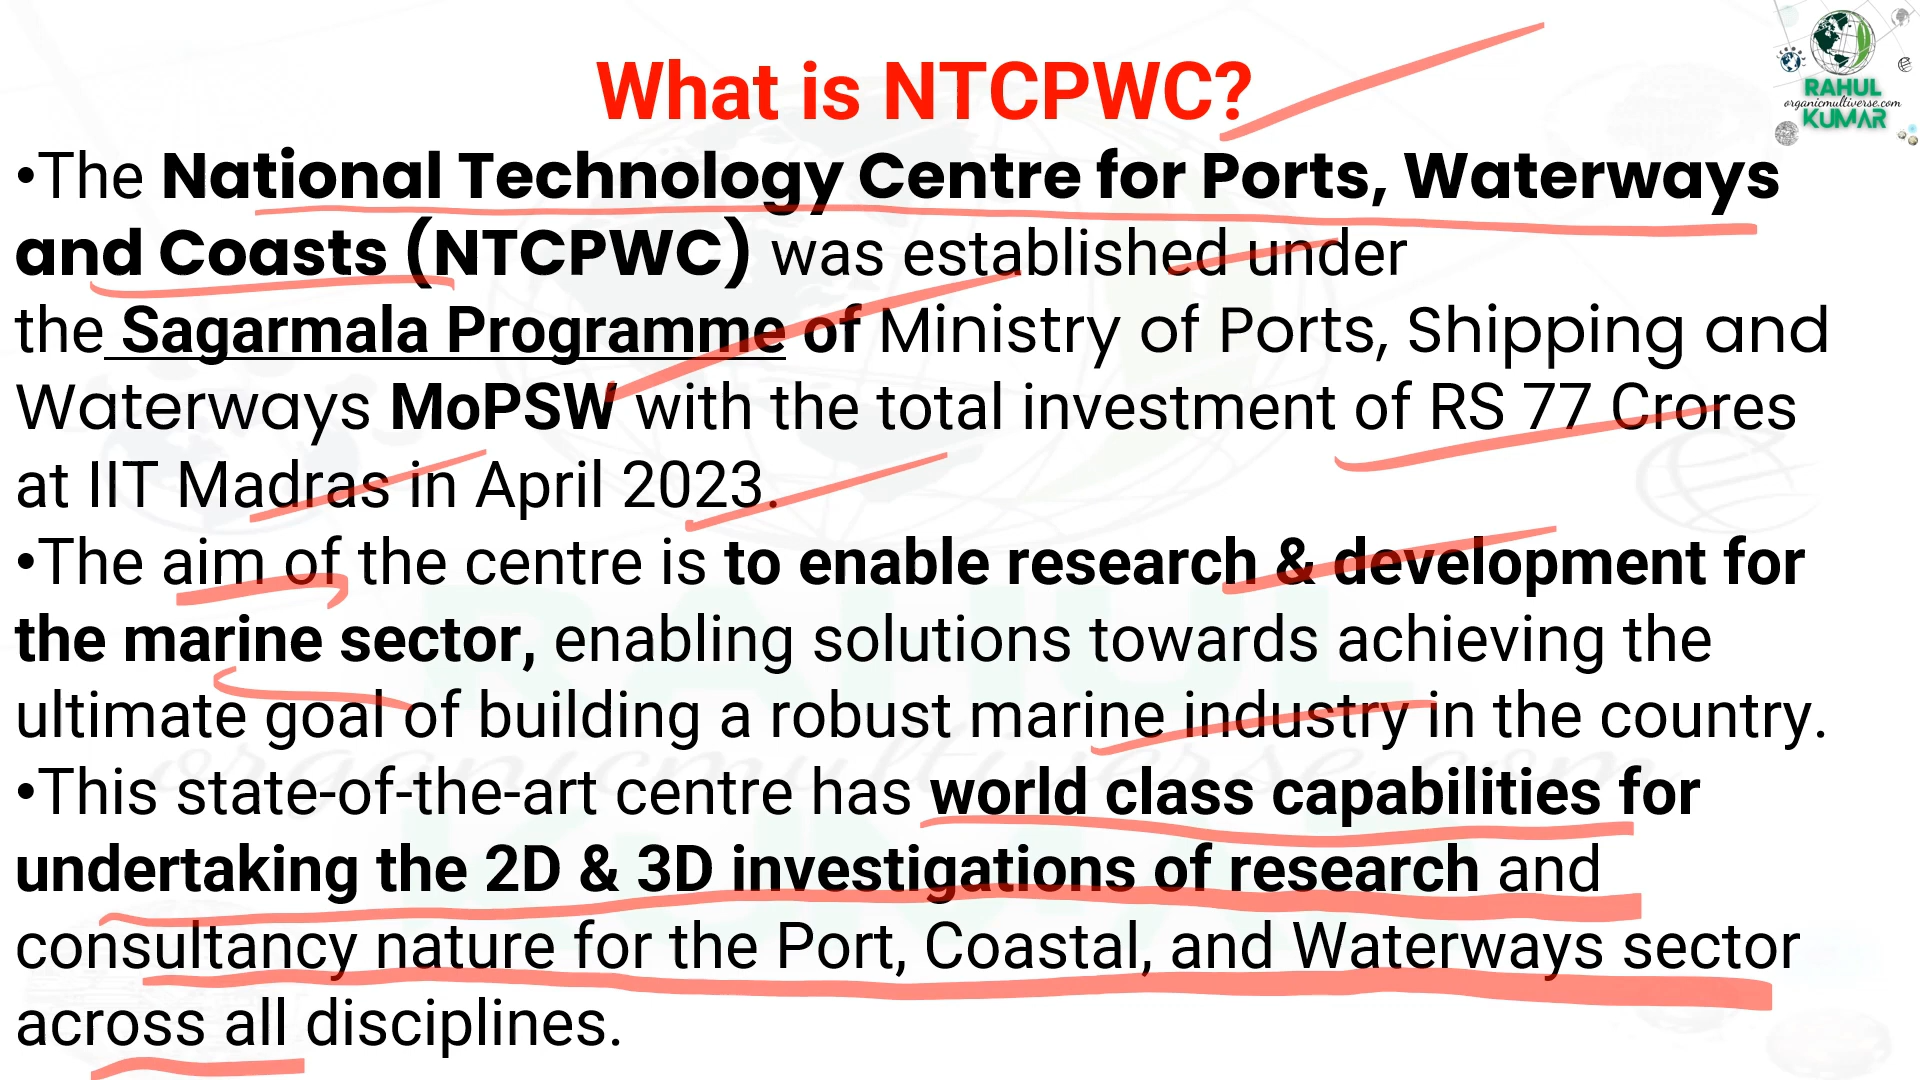 What is NTCPWC?
RAHUL
organicmultiverse.com
KUMAR
•The National Technology Centre for Ports, Waterways
and Coasts (NTCPWC) was established under
the Sagarmala Programme of Ministry of Ports, Shipping and
Waterways MoPSW with the total investment of RS 77 Crores
at IIT Madras in April 2023.
•The aim of the centre is to enable research & development for
the marine sector, enabling solutions towards achieving the
ultimate goal of building a robust marine industry in the country.
•This state-of-the-art centre has world class capabilities for
undertaking the 2D & 3D investigations of research and
consultancy nature for the Port, Coastal, and Waterways sector
across all disciplines.
RAHUL
organicmultiverse.com
KUMAR